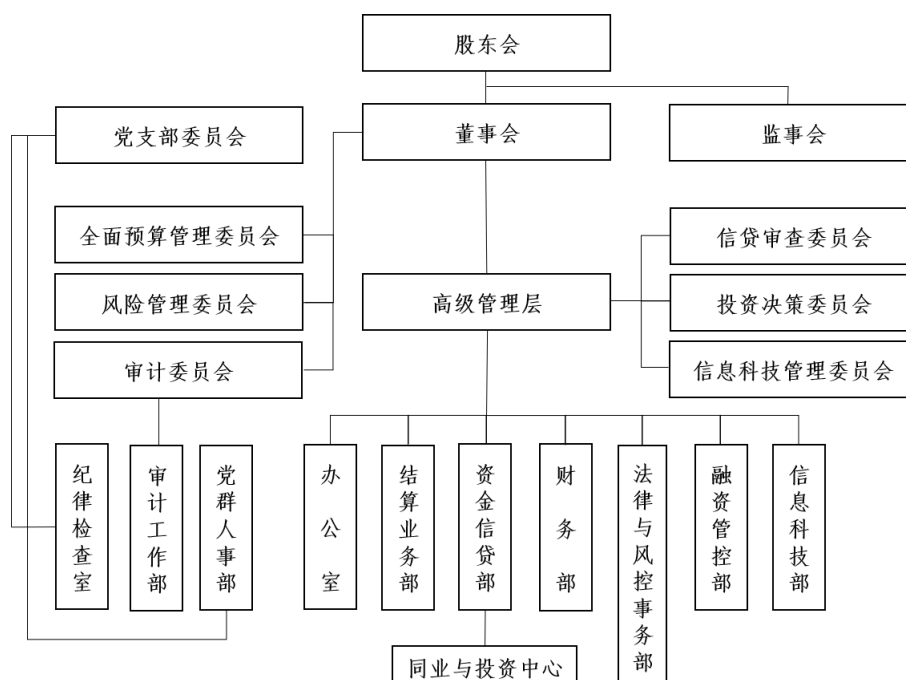 股东会
党支部委员会
董事会
监事会
全面预算管理委员会
信贷审查委员会
风险管理委员会
高级管理层
投资决策委员会
审计委员会
信息科技管理委员会
纪律检查室
审计工作部
党群人事部
办公室
结算业务部
资金信贷部
财务部
法律与风控事务部
融资管控部
信息科技部
同业与投资中心